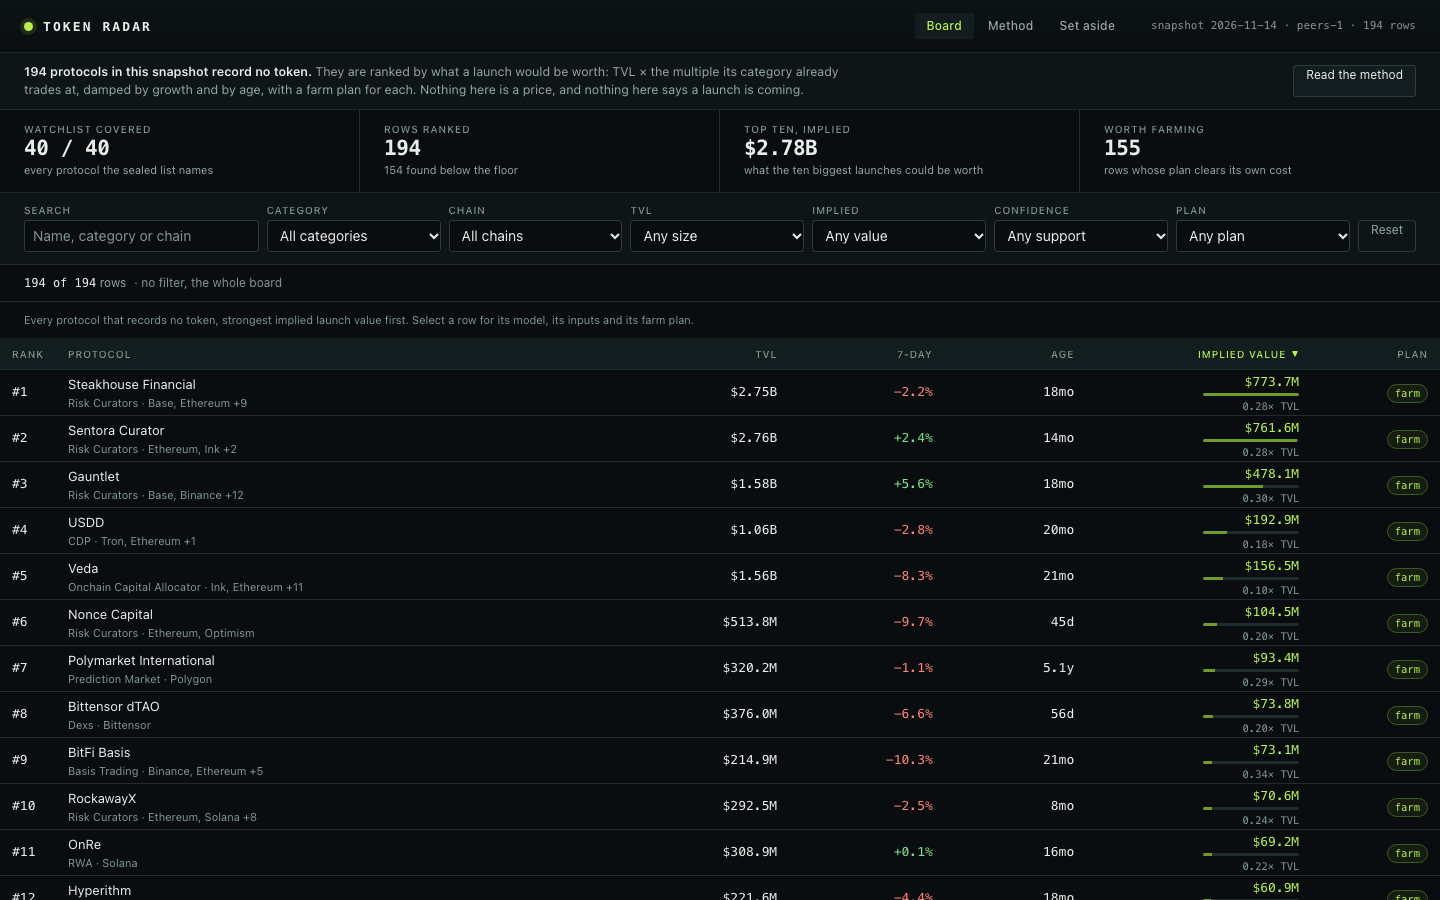 TOKEN RADAR
Board Method Set aside snapshot 2026-11-14 · peers-1 · 194 rows
194 protocols in this snapshot record no token. They are ranked by what a launch would be worth: TVL × the multiple its category already
trades at, damped by growth and by age, with a farm plan for each. Nothing here is a price, and nothing here says a launch is coming.
Read the method
WATCHLIST COVERED
40 / 40
every protocol the sealed list names
ROWS RANKED
194
154 found below the floor
TOP TEN, IMPLIED
$2.78B
what the ten biggest launches could be worth
WORTH FARMING
155
rows whose plan clears its own cost
SEARCH CATEGORY CHAIN TVL IMPLIED CONFIDENCE PLAN
Name, category or chain All categories All chains Any size Any value Any support Any plan Reset
194 of 194 rows · no filter, the whole board
Every protocol that records no token, strongest implied launch value first. Select a row for its model, its inputs and its farm plan.
RANK PROTOCOL TVL 7-DAY AGE IMPLIED VALUE ▼ PLAN
#1 Steakhouse Financial $2.75B −2.2% 18mo $773.7M farm
Risk Curators · Base, Ethereum +9 0.28× TVL
#2 Sentora Curator $2.76B +2.4% 14mo $761.6M farm
Risk Curators · Ethereum, Ink +2 0.28× TVL
#3 Gauntlet $1.58B +5.6% 18mo $478.1M farm
Risk Curators · Base, Binance +12 0.30× TVL
#4 USDD $1.06B −2.8% 20mo $192.9M farm
CDP · Tron, Ethereum +1 0.18× TVL
#5 Veda $1.56B −8.3% 21mo $156.5M farm
Onchain Capital Allocator · Ink, Ethereum +11 0.10× TVL
#6 Nonce Capital $513.8M −9.7% 45d $104.5M farm
Risk Curators · Ethereum, Optimism 0.20× TVL
#7 Polymarket International $320.2M −1.1% 5.1y $93.4M farm
Prediction Market · Polygon 0.29× TVL
#8 Bittensor dTAO $376.0M −6.6% 56d $73.8M farm
Dexs · Bittensor 0.20× TVL
#9 BitFi Basis $214.9M −10.3% 21mo $73.1M farm
Basis Trading · Binance, Ethereum +5 0.34× TVL
#10 RockawayX $292.5M −2.5% 8mo $70.6M farm
Risk Curators · Ethereum, Solana +8 0.24× TVL
#11 OnRe $308.9M +0.1% 16mo $69.2M farm
RWA · Solana 0.22× TVL
#12 Hyperithm $221.6M −4.4% 18mo $60.9M farm